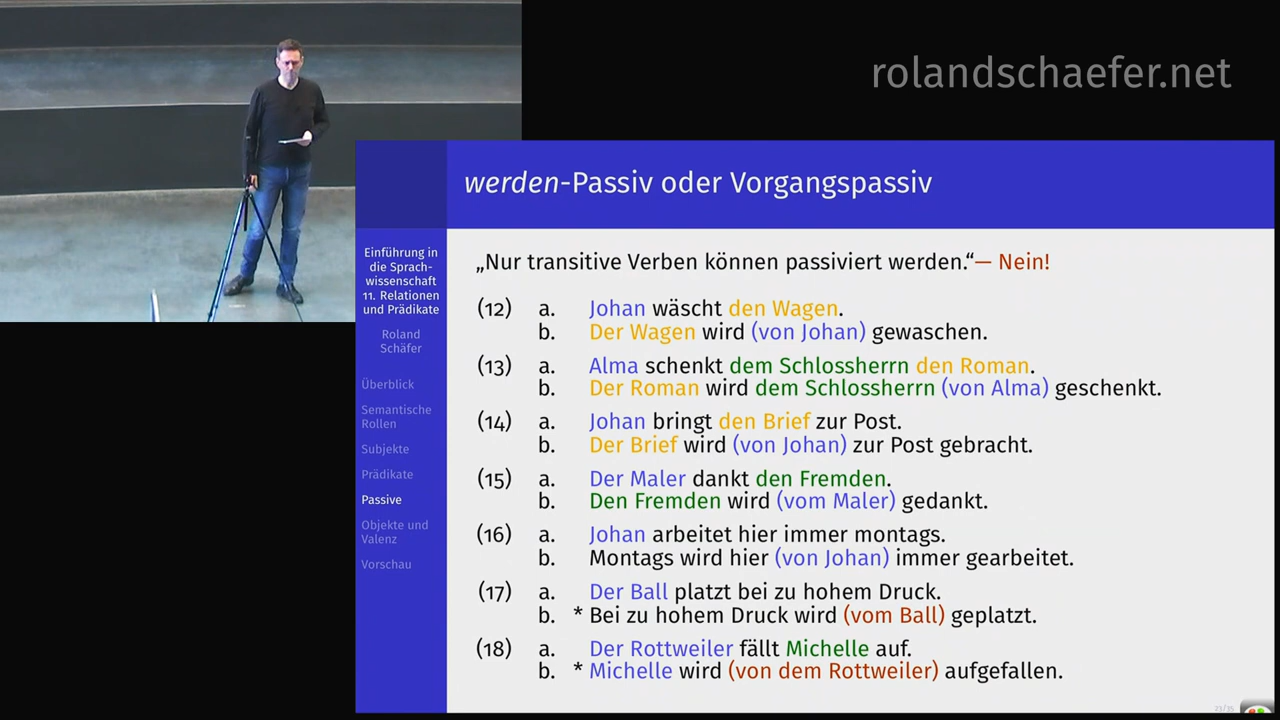 rolandschaefer.net
werden-Passiv oder Vorgangspassiv
Einführung in
die Sprach-
wissenschaft
11. Relationen
und Prädikate
Roland
Schäfer
Überblick
Semantische
Rollen
Subjekte
Prädikate
Passive
Objekte und
Valenz
Vorschau
„Nur transitive Verben können passiviert werden.“— Nein!
(12) a. Johan wäscht den Wagen.
b. Der Wagen wird (von Johan) gewaschen.
(13) a. Alma schenkt dem Schlossherrn den Roman.
b. Der Roman wird dem Schlossherrn (von Alma) geschenkt.
(14) a. Johan bringt den Brief zur Post.
b. Der Brief wird (von Johan) zur Post gebracht.
(15) a. Der Maler dankt den Fremden.
b. Den Fremden wird (vom Maler) gedankt.
(16) a. Johan arbeitet hier immer montags.
b. Montags wird hier (von Johan) immer gearbeitet.
(17) a. Der Ball platzt bei zu hohem Druck.
b. * Bei zu hohem Druck wird (vom Ball) geplatzt.
(18) a. Der Rottweiler fällt Michelle auf.
b. * Michelle wird (von dem Rottweiler) aufgefallen.